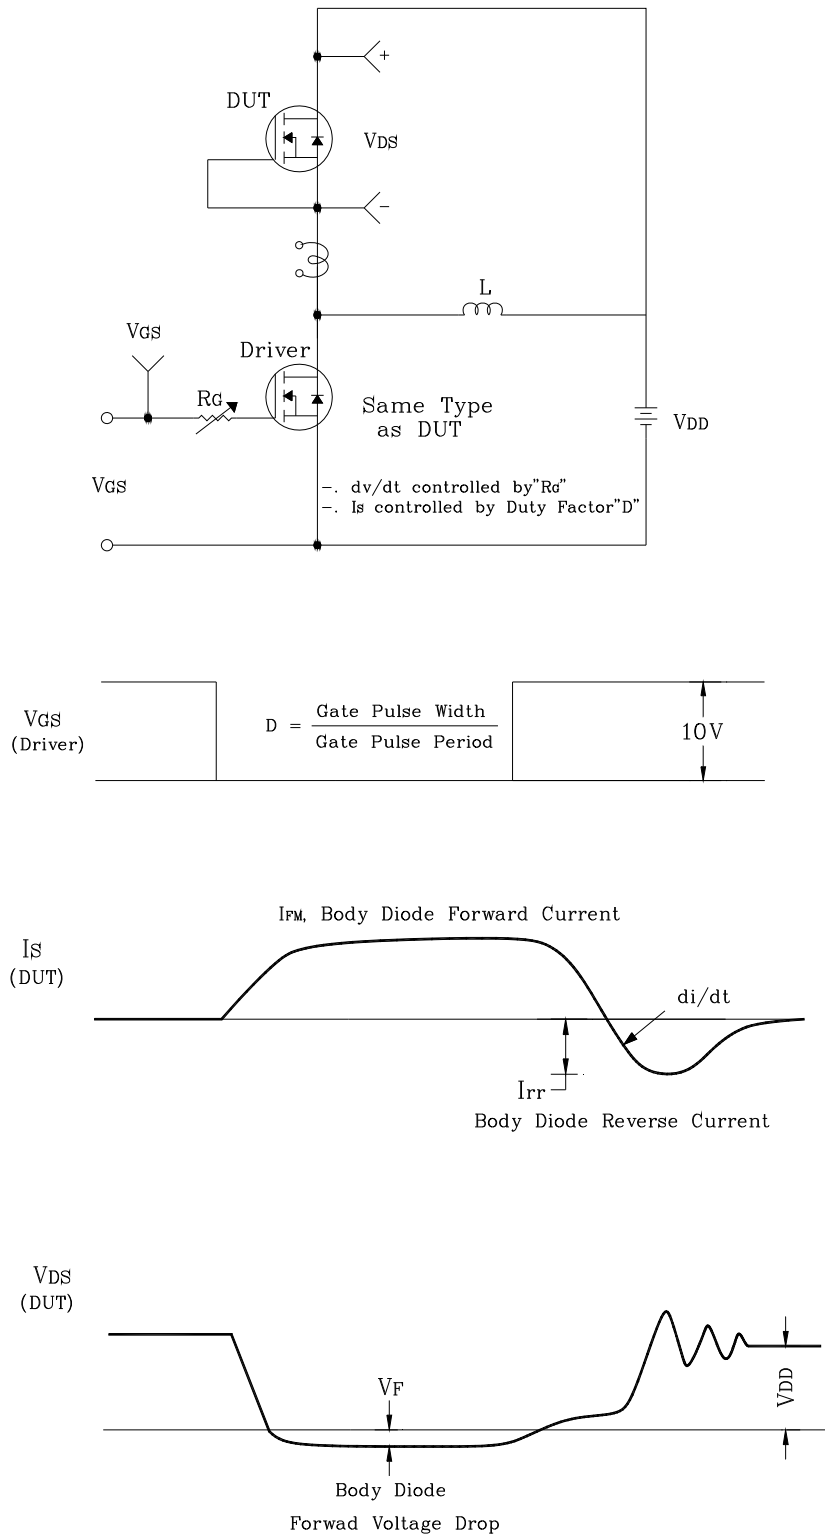 +
DUT
VDS
−
L
VGS
Driver
RG
Same Type
as DUT
VDD
VGS
−. dv/dt controlled by"RG"
−. Is controlled by Duty Factor"D"
VGS
(Driver)
D = Gate Pulse Width
Gate Pulse Period
10V
IFM, Body Diode Forward Current
IS
(DUT)
di/dt
Irr
Body Diode Reverse Current
VDS
(DUT)
VF
VDD
Body Diode
Forwad Voltage Drop